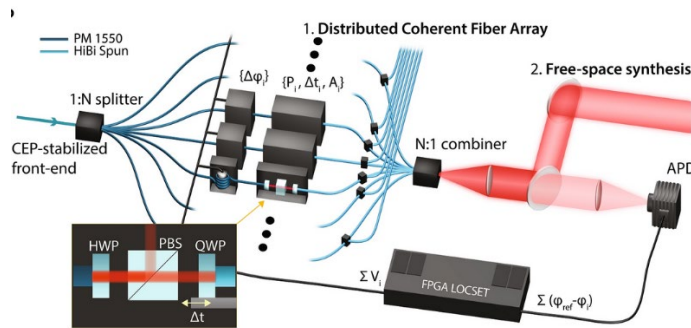 PM 1550
HiBi Spun
1. Distributed Coherent Fiber Array
{Δφᵢ}
{Pᵢ, Δtᵢ, Aᵢ}
2. Free-space synthesis
1:N splitter
CEP-stabilized
front-end
N:1 combiner
APD
HWP
PBS
QWP
Δt
Σ Vᵢ
FPGA LOCSET
Σ (φref-φᵢ)